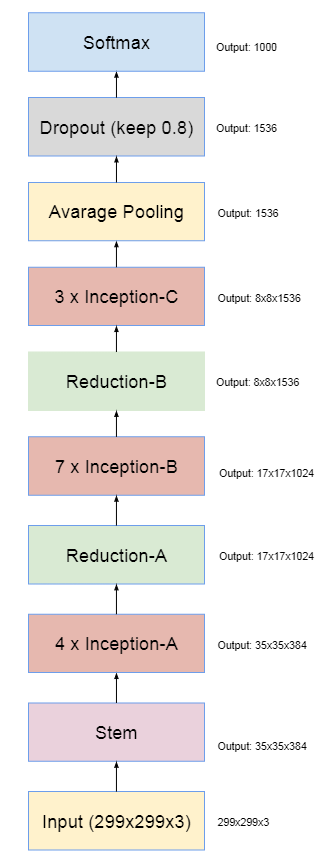 Softmax
Output: 1000
Dropout (keep 0.8)
Output: 1536
Avarage Pooling
Output: 1536
3 x Inception-C
Output: 8x8x1536
Reduction-B
Output: 8x8x1536
7 x Inception-B
Output: 17x17x1024
Reduction-A
Output: 17x17x1024
4 x Inception-A
Output: 35x35x384
Stem
Output: 35x35x384
Input (299x299x3)
299x299x3